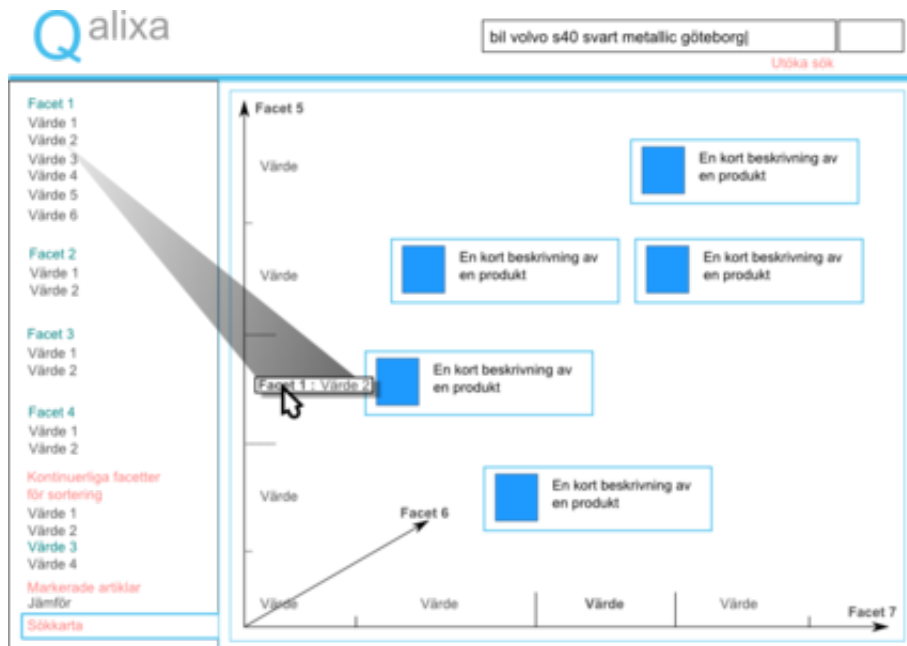 Qalixa
bil volvo s40 svart metallic göteborg
Utöka sök
Facet 1
Värde 1
Värde 2
Värde 3
Värde 4
Värde 5
Värde 6
Facet 2
Värde 1
Värde 2
Facet 3
Värde 1
Värde 2
Facet 4
Värde 1
Värde 2
Kontinuerliga facetter
för sortering
Värde 1
Värde 2
Värde 3
Värde 4
Markerade artiklar
Jämför
Sökkarta
Facet 5
Värde
En kort beskrivning av
en produkt
Värde
En kort beskrivning av
en produkt
En kort beskrivning av
en produkt
Facet 1 : Värde 2
En kort beskrivning av
en produkt
Värde
En kort beskrivning av
en produkt
Facet 6
Värde
Värde
Värde
Värde
Facet 7